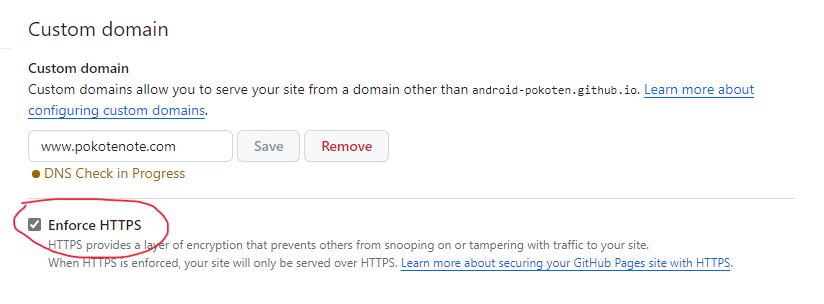 Custom domain
Custom domain
Custom domains allow you to serve your site from a domain other than android-pokoten.github.io. Learn more about
configuring custom domains.
www.pokotenote.com Save Remove
DNS Check in Progress
Enforce HTTPS
HTTPS provides a layer of encryption that prevents others from snooping on or tampering with traffic to your site.
When HTTPS is enforced, your site will only be served over HTTPS. Learn more about securing your GitHub Pages site with HTTPS.